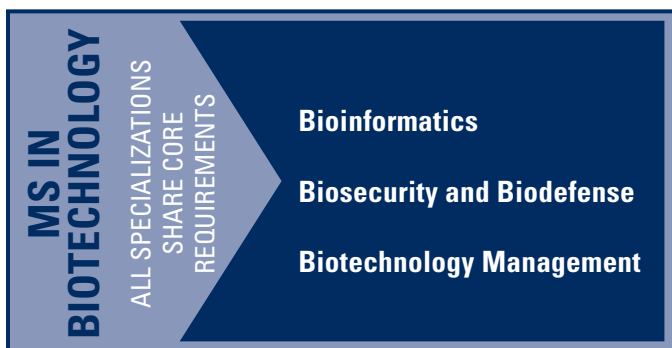 MS IN
BIOTECHNOLOGY
ALL SPECIALIZATIONS
SHARE CORE
REQUIREMENTS
Bioinformatics
Biosecurity and Biodefense
Biotechnology Management